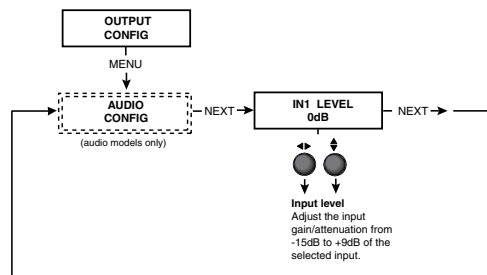 OUTPUT
CONFIG
MENU
AUDIO
CONFIG
(audio models only)
NEXT
IN1 LEVEL
0dB
NEXT
Input level
Adjust the input
gain/attenuation from
-15dB to +9dB of the
selected input.